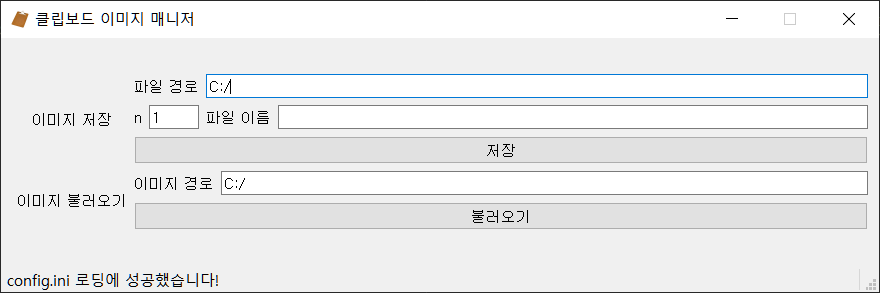 클립보드 이미지 매니저
파일 경로 C:/
이미지 저장
n 1 파일 이름
저장
이미지 경로 C:/
이미지 불러오기
불러오기
config.ini 로딩에 성공했습니다!